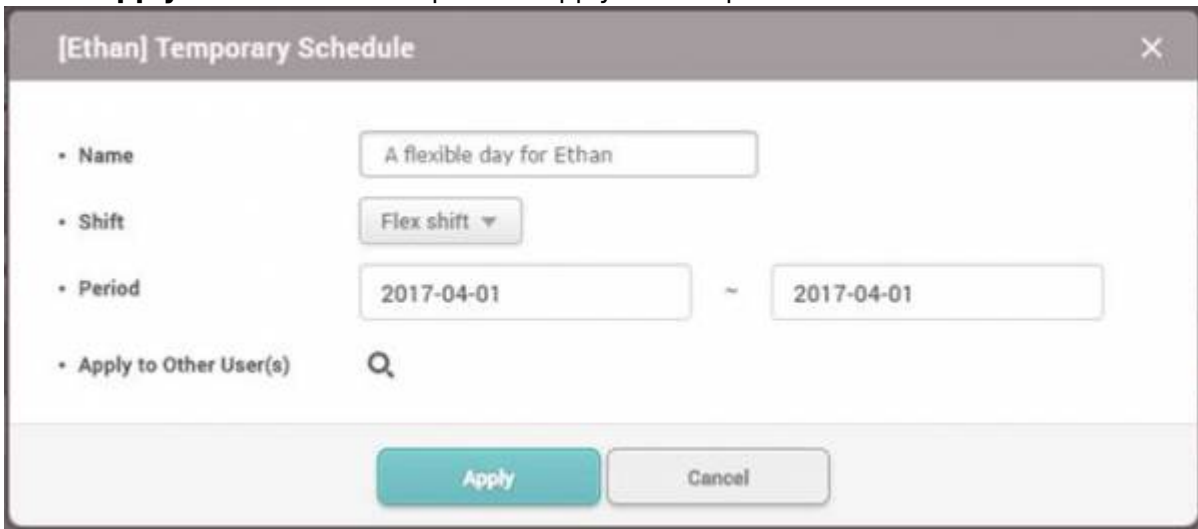 [Ethan] Temporary Schedule
• Name A flexible day for Ethan
• Shift Flex shift
• Period 2017-04-01 ~ 2017-04-01
• Apply to Other User(s)
Apply Cancel